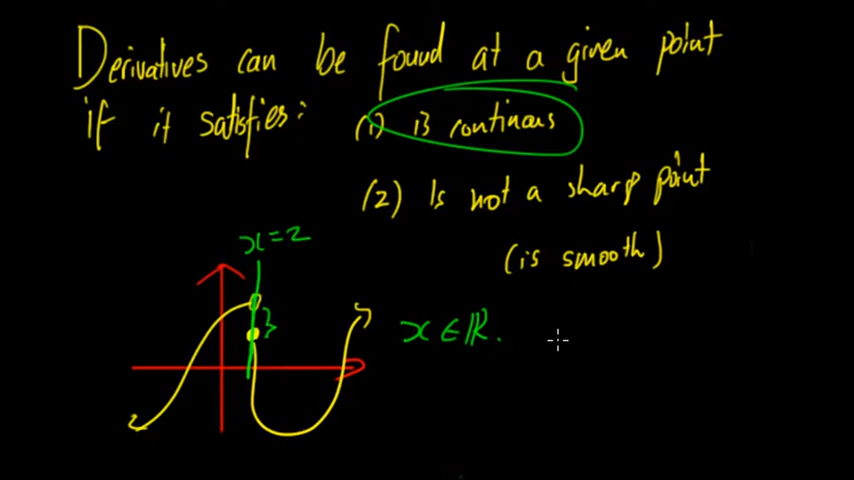 Derivatives can be found at a given point
if it satisfies: (1) is continous
(2) Is not a sharp point
(is smooth)
x=2
x ∈ ℝ.